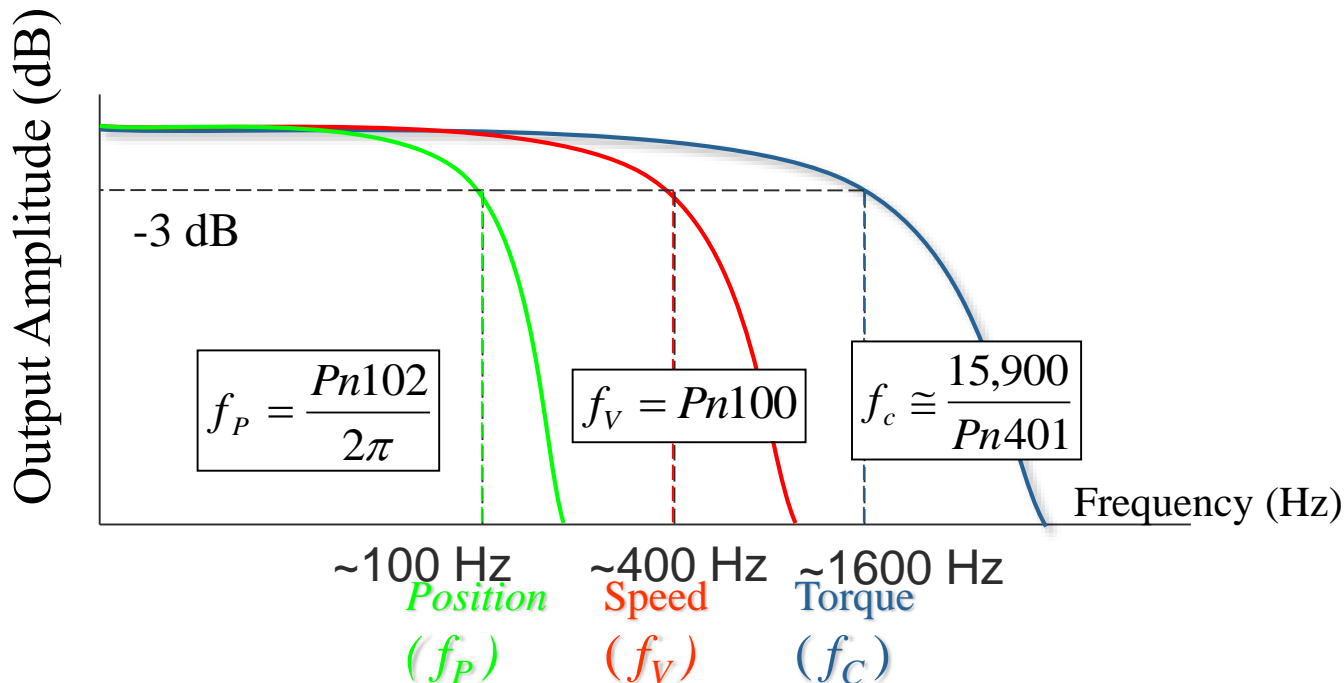 Output Amplitude (dB)
-3 dB
f_P = Pn102 / 2π
f_V = Pn100
f_c ≅ 15,900 / Pn401
Frequency (Hz)
~100 Hz
~400 Hz
~1600 Hz
Position
(f_P)
Speed
(f_V)
Torque
(f_C)